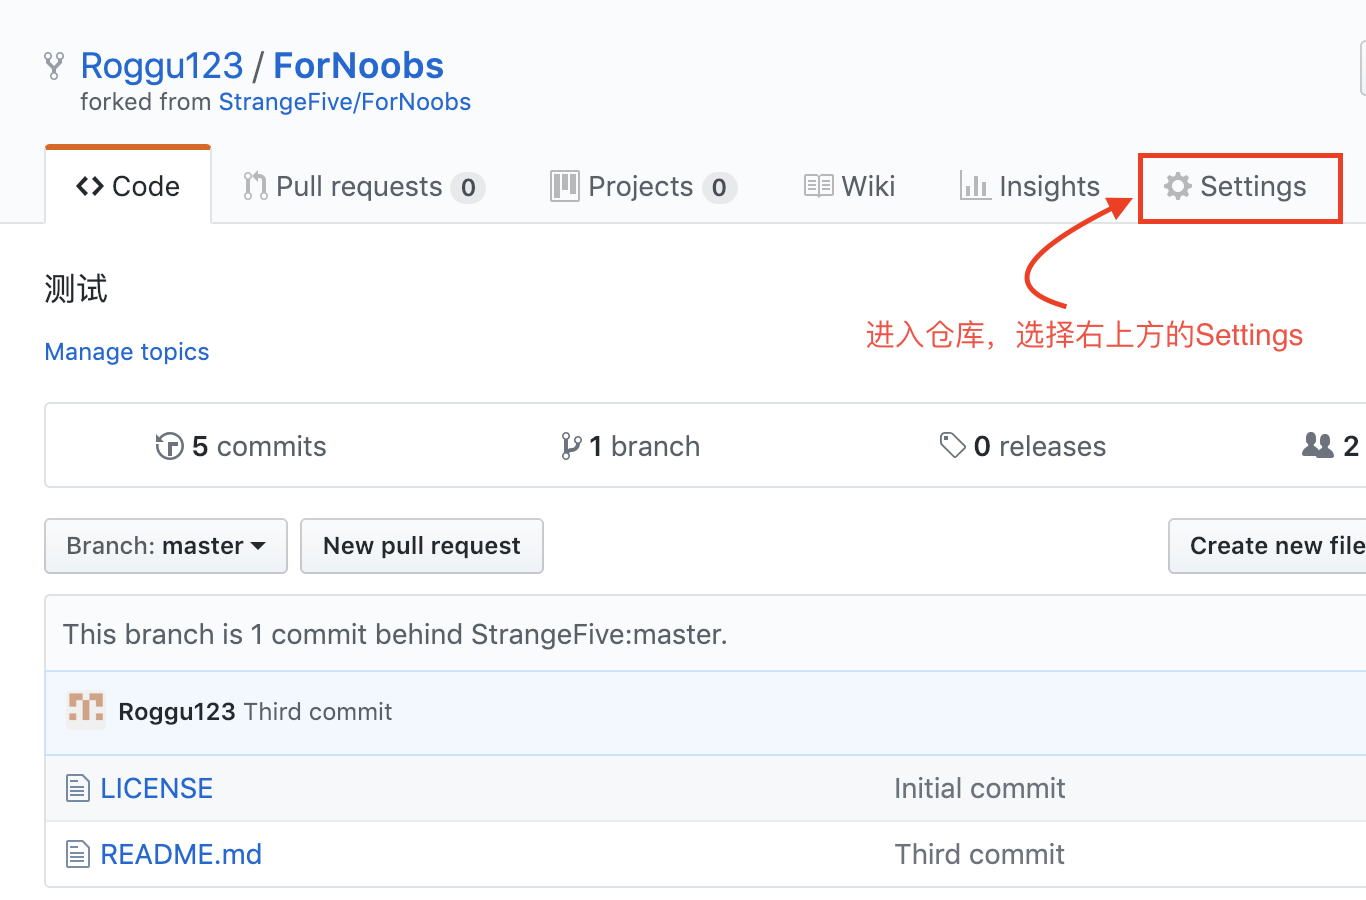 Roggu123 / ForNoobs
forked from StrangeFive/ForNoobs
Code Pull requests 0 Projects 0 Wiki Insights Settings
测试
进入仓库，选择右上方的Settings
Manage topics
5 commits 1 branch 0 releases 2
Branch: master New pull request Create new file
This branch is 1 commit behind StrangeFive:master.
Roggu123 Third commit
LICENSE Initial commit
README.md Third commit